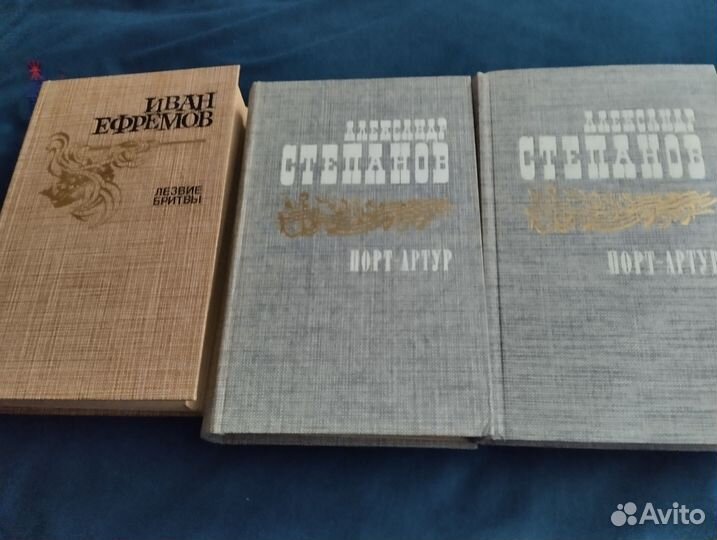 ИВАН
ЕФРЕМОВ
ЛЕЗВИЕ
БРИТВЫ
АЛЕКСАНДР
СТЕПАНОВ
ПОРТ-АРТУР
АЛЕКСАНДР
СТЕПАНОВ
ПОРТ-АРТУР
Avito